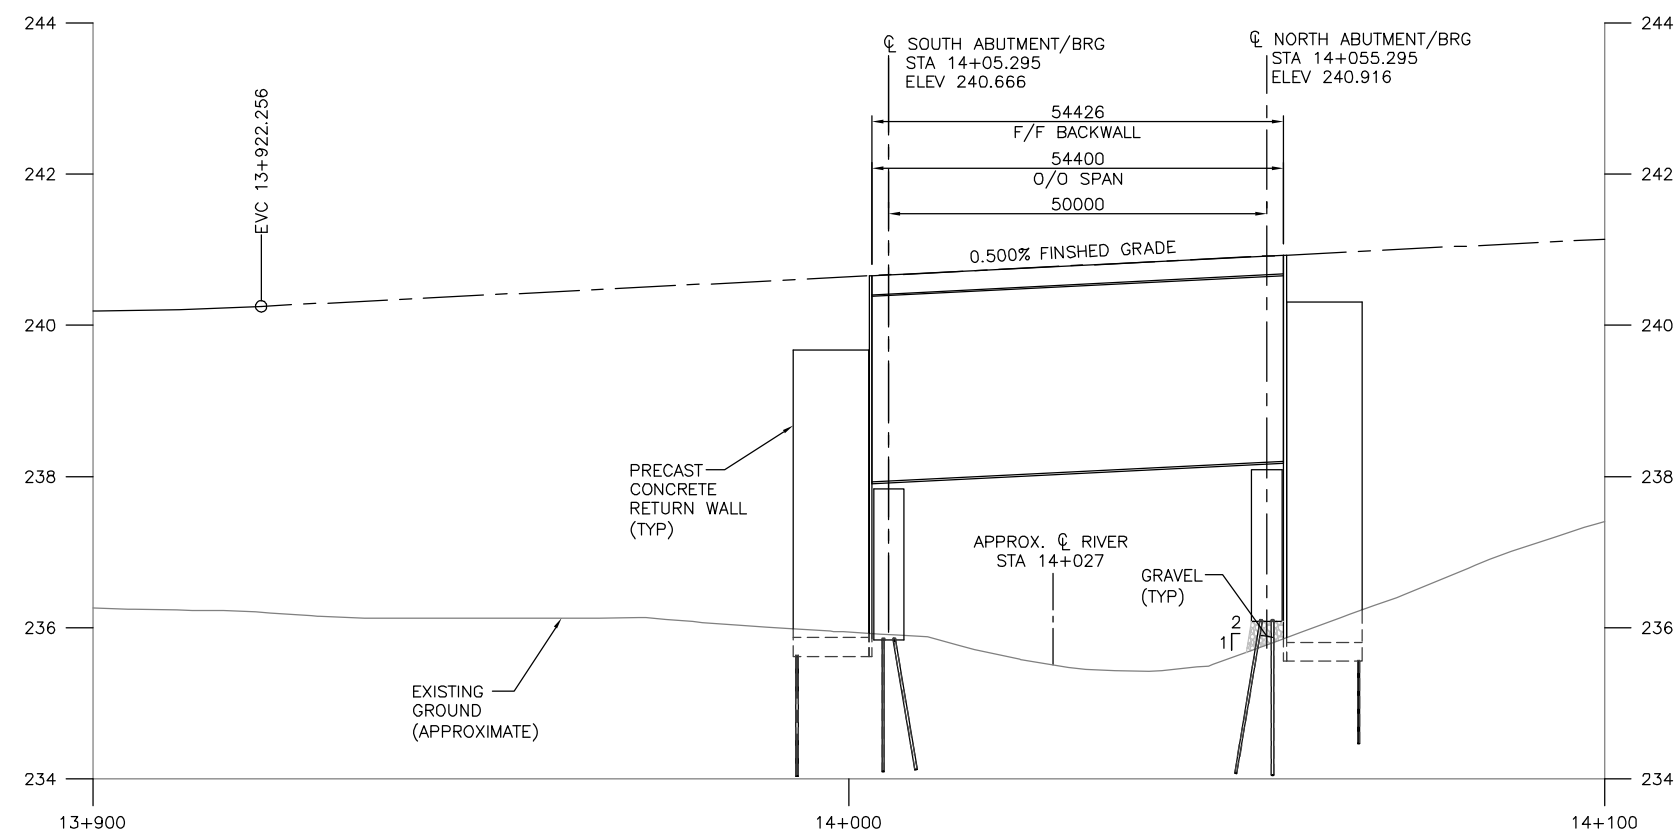 244
244
℄ SOUTH ABUTMENT/BRG
STA 14+05.295
ELEV 240.666
℄ NORTH ABUTMENT/BRG
STA 14+055.295
ELEV 240.916
EVC 13+922.256
54426
F/F BACKWALL
242
54400
O/O SPAN
242
50000
0.500% FINSHED GRADE
240
240
PRECAST
CONCRETE
RETURN WALL
(TYP)
238
238
APPROX. ℄ RIVER
STA 14+027
GRAVEL
(TYP)
2
1
236
236
EXISTING
GROUND
(APPROXIMATE)
234
234
13+900
14+000
14+100